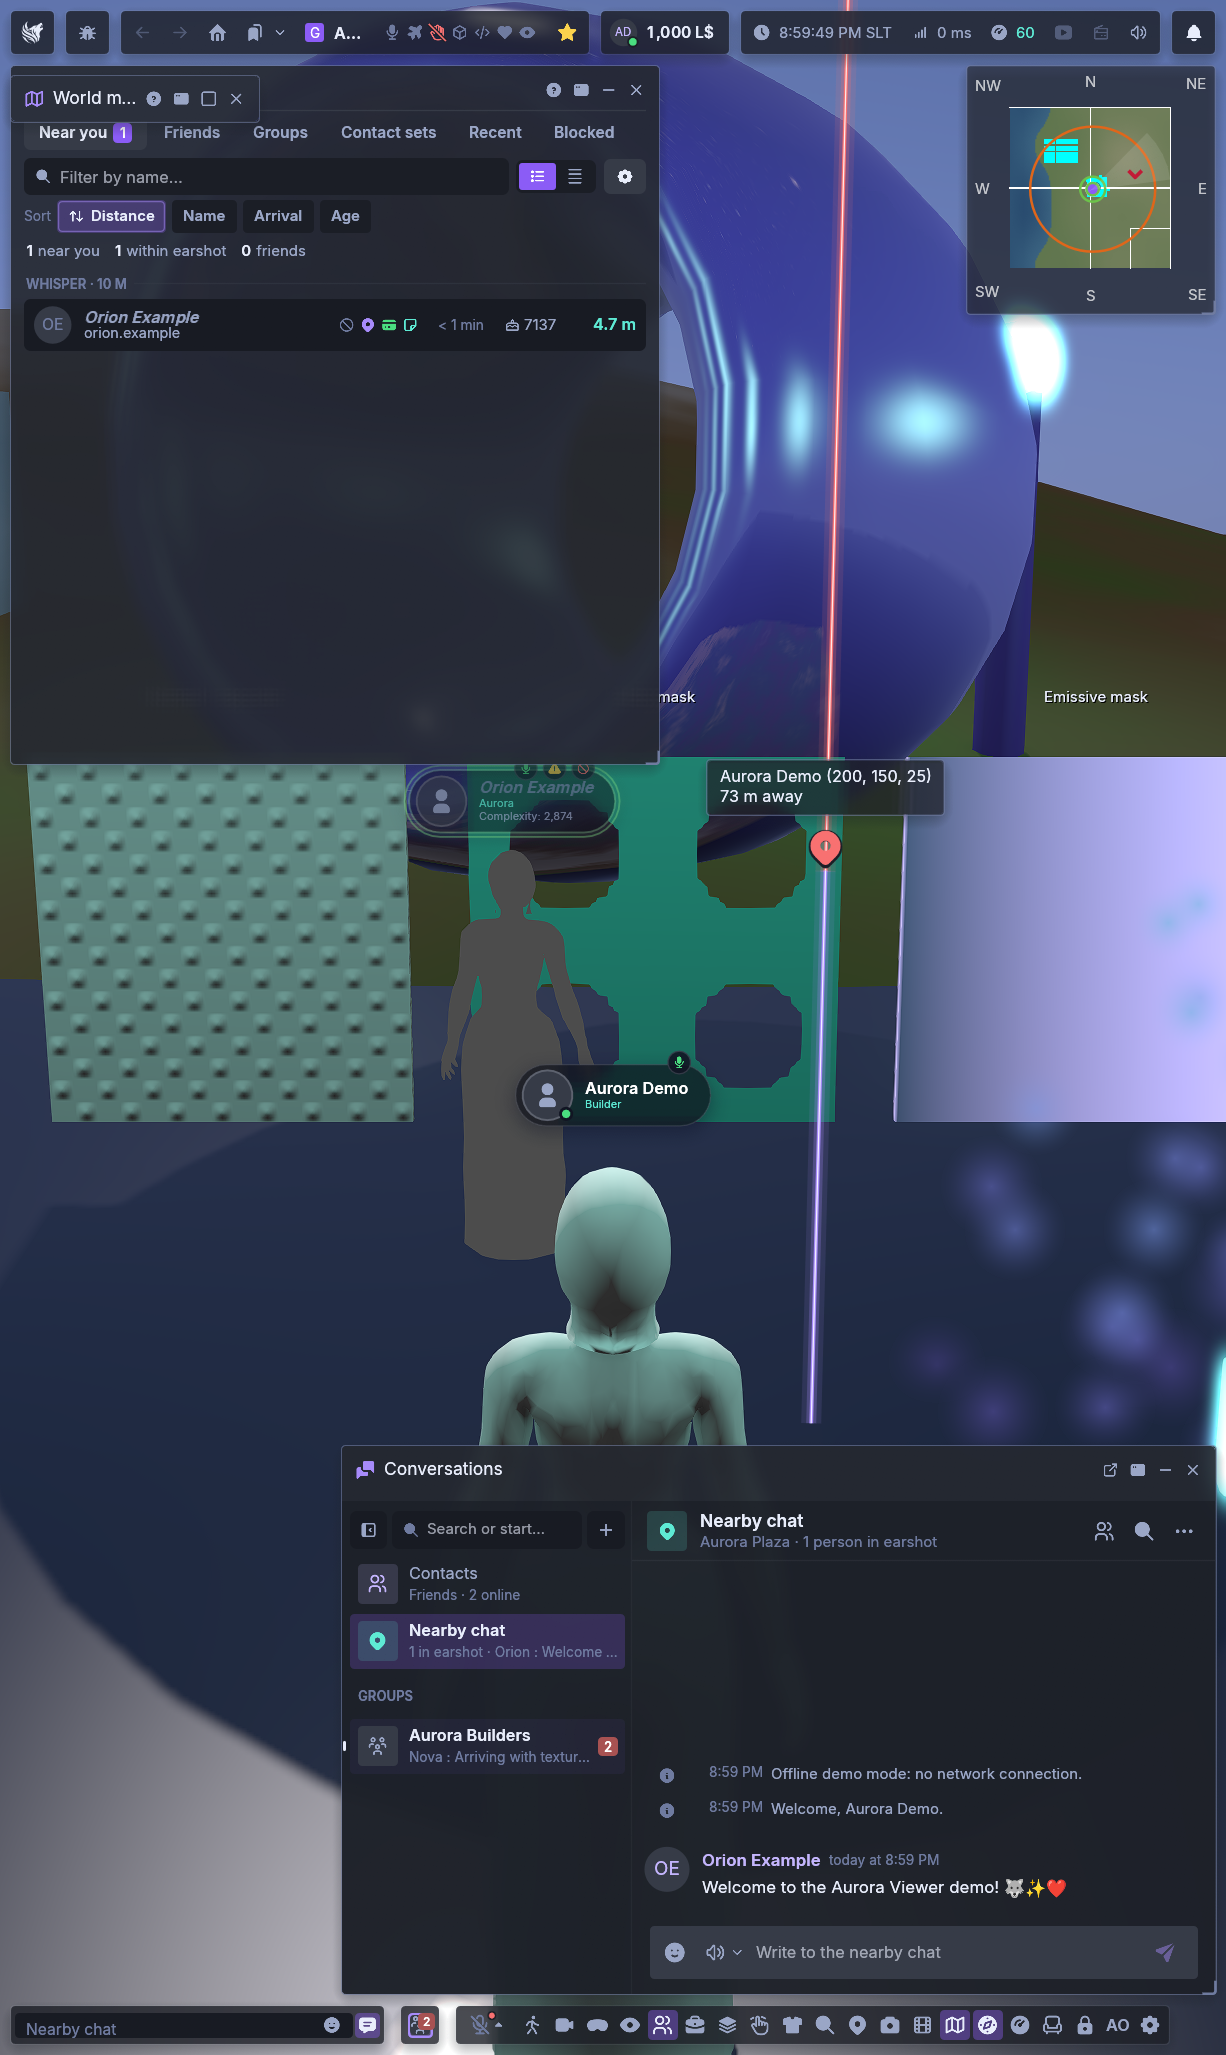 G A...
AD 1,000 L$
8:59:49 PM SLT 0 ms 60
World m...
Near you 1 Friends Groups Contact sets Recent Blocked
Filter by name...
Sort Distance Name Arrival Age
1 near you 1 within earshot 0 friends
WHISPER · 10 M
OE Orion Example
orion.example
< 1 min 7137 4.7 m
NW N NE
W E
SW S SE
mask
Emissive mask
Orion Example
Aurora
Complexity: 2,874
Aurora Demo (200, 150, 25)
73 m away
Aurora Demo
Builder
Conversations
Search or start...
Contacts
Friends · 2 online
Nearby chat
1 in earshot · Orion : Welcome ...
GROUPS
Aurora Builders
Nova : Arriving with textur...
2
Nearby chat
Aurora Plaza · 1 person in earshot
8:59 PM Offline demo mode: no network connection.
8:59 PM Welcome, Aurora Demo.
OE Orion Example today at 8:59 PM
Welcome to the Aurora Viewer demo! 🐺✨❤️
Write to the nearby chat
Nearby chat
2
AO